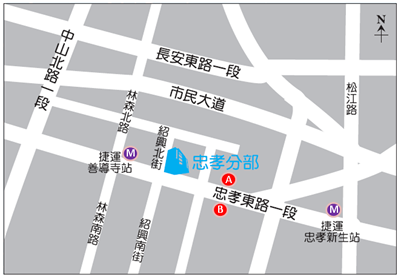 N
中山北路一段
長安東路一段
市民大道
松江路
林森北路
紹興北街
忠孝分部
M
捷運
善導寺站
A
B
忠孝東路一段
M
捷運
忠孝新生站
林森南路
紹興南街